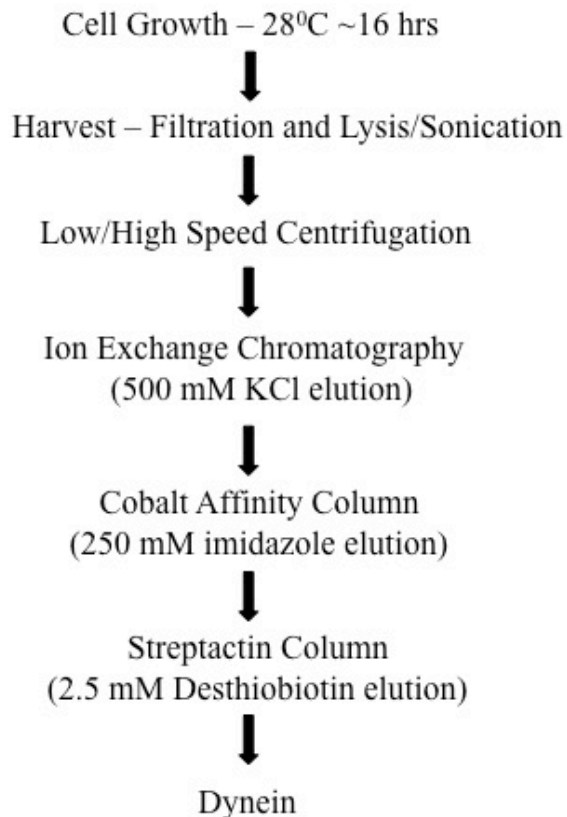 Cell Growth – 28⁰C ~16 hrs
Harvest – Filtration and Lysis/Sonication
Low/High Speed Centrifugation
Ion Exchange Chromatography
(500 mM KCl elution)
Cobalt Affinity Column
(250 mM imidazole elution)
Streptactin Column
(2.5 mM Desthiobiotin elution)
Dynein